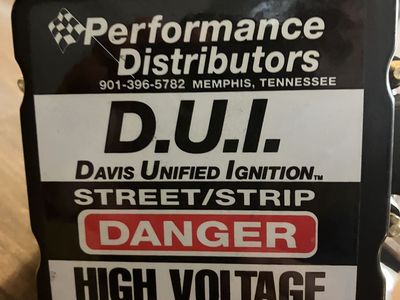 Performance
Distributors
901-396-5782 MEMPHIS, TENNESSEE
D.U.I.
DAVIS UNIFIED IGNITION™
STREET/STRIP
DANGER
HIGH VOLTAGE